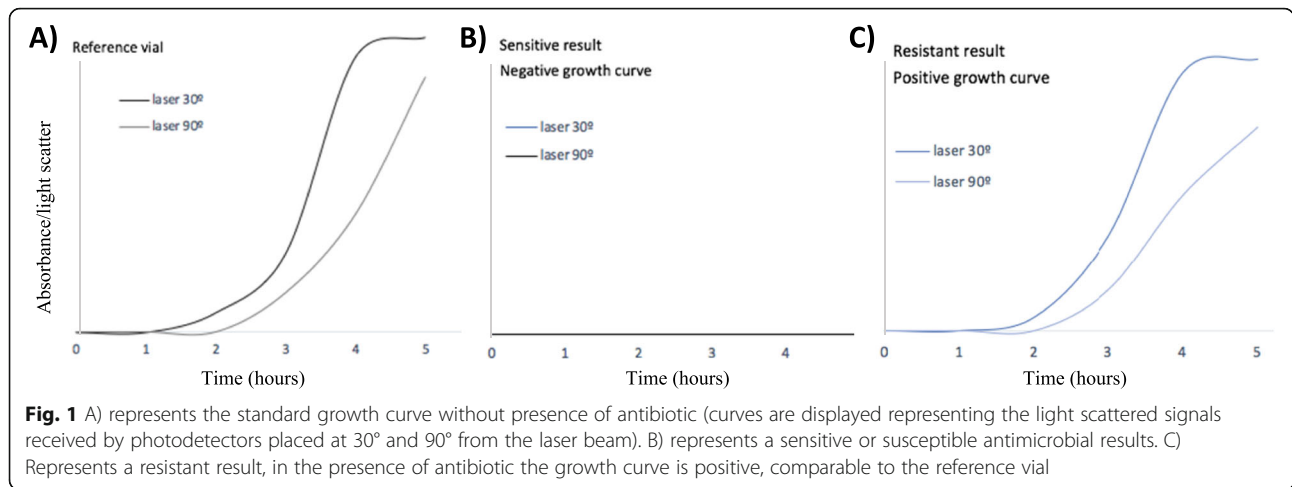 A)
Reference vial
laser 30º
laser 90º
Absorbance/light scatter
0 1 2 3 4 5
Time (hours)
B)
Sensitive result
Negative growth curve
laser 30º
laser 90º
0 1 2 3 4
Time (hours)
C)
Resistant result
Positive growth curve
laser 30º
laser 90º
0 1 2 3 4 5
Time (hours)
Fig. 1 A) represents the standard growth curve without presence of antibiotic (curves are displayed representing the light scattered signals
received by photodetectors placed at 30° and 90° from the laser beam). B) represents a sensitive or susceptible antimicrobial results. C)
Represents a resistant result, in the presence of antibiotic the growth curve is positive, comparable to the reference vial